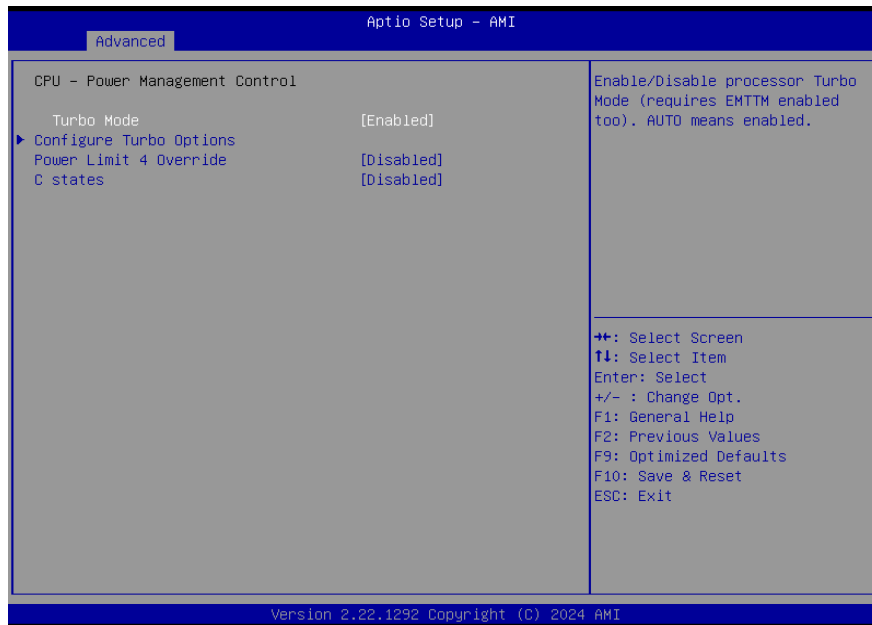 Aptio Setup – AMI
Advanced
CPU – Power Management Control
Turbo Mode [Enabled]
Configure Turbo Options
Power Limit 4 Override [Disabled]
C states [Disabled]
Enable/Disable processor Turbo
Mode (requires EMTTM enabled
too). AUTO means enabled.
→←: Select Screen
↑↓: Select Item
Enter: Select
+/- : Change Opt.
F1: General Help
F2: Previous Values
F9: Optimized Defaults
F10: Save & Reset
ESC: Exit
Version 2.22.1292 Copyright (C) 2024 AMI